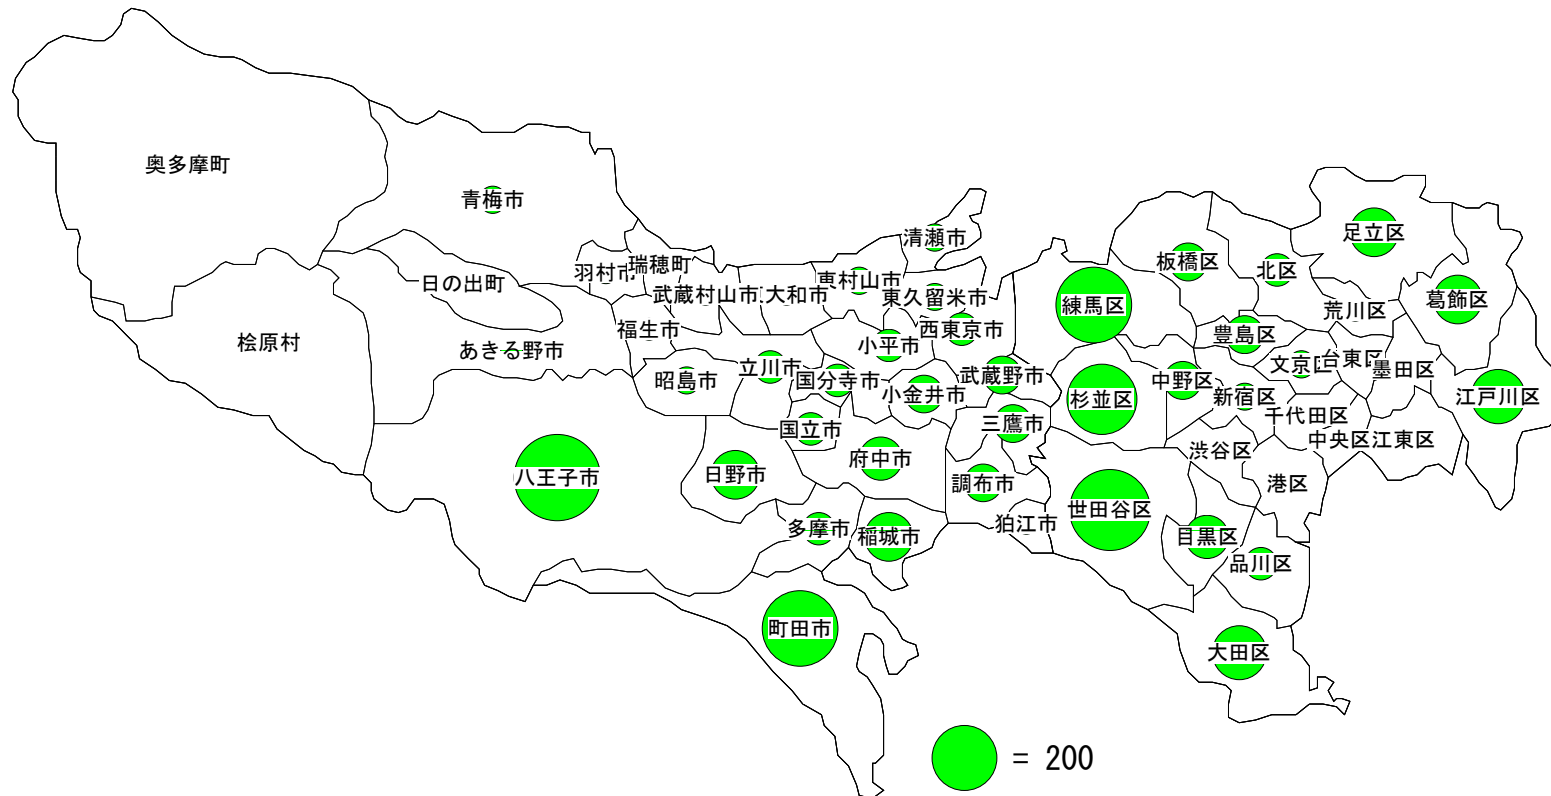 奥多摩町
青梅市
清瀬市
足立区
板橋区
瑞穂町
北区
羽村市
東村山市
日の出町
武蔵村山市
大和市
東久留米市
練馬区
葛飾区
荒川区
福生市
西東京市
豊島区
桧原村
小平市
あきる野市
文京区
台東区
立川市
墨田区
昭島市
国分寺市
武蔵野市
中野区
小金井市
杉並区
新宿区
江戸川区
千代田区
三鷹市
国立市
中央区
江東区
渋谷区
府中市
日野市
八王子市
調布市
港区
世田谷区
狛江市
多摩市
稲城市
目黒区
品川区
町田市
大田区
= 200